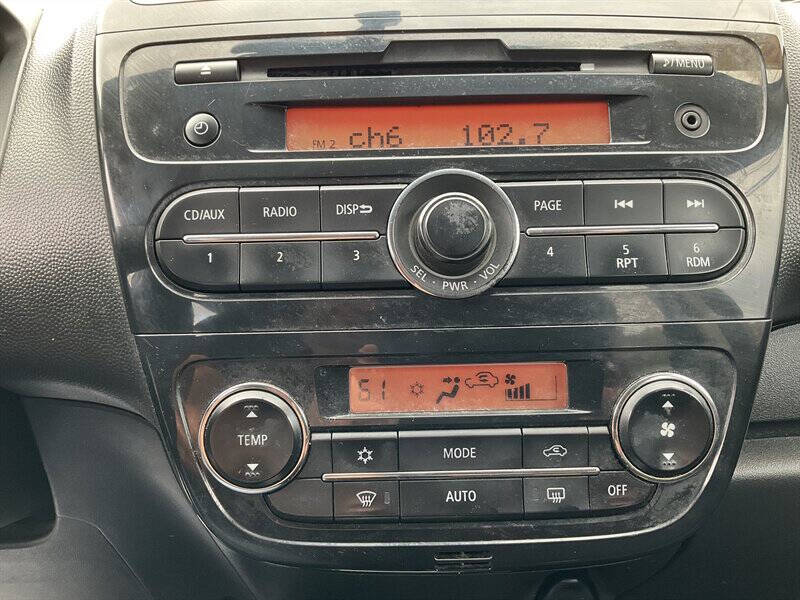 ♪/MENU
FM 2 ch6 102.7
CD/AUX RADIO DISP PAGE
1 2 3 4 5 RPT 6 RDM
SEL · PWR · VOL
61
TEMP MODE
AUTO OFF